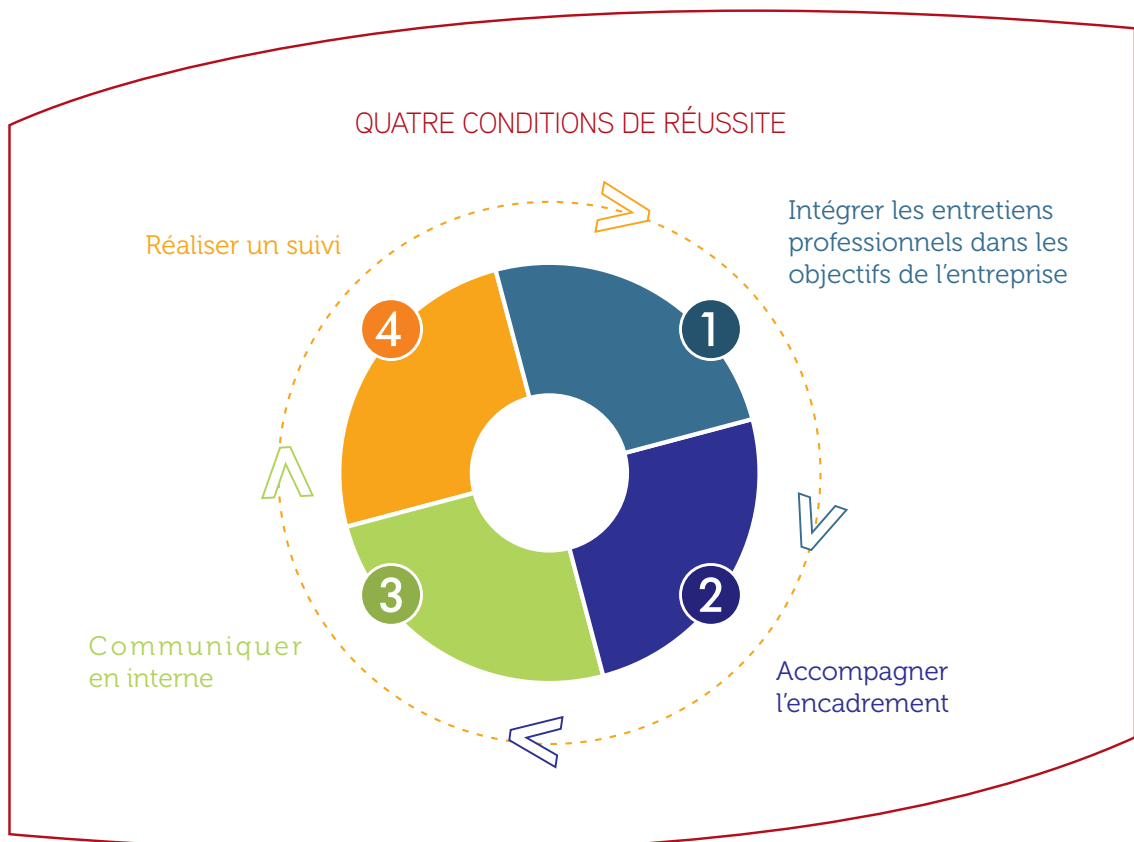 QUATRE CONDITIONS DE RÉUSSITE
1
Intégrer les entretiens
professionnels dans les
objectifs de l’entreprise
2
Accompagner
l’encadrement
3
Communiquer
en interne
4
Réaliser un suivi